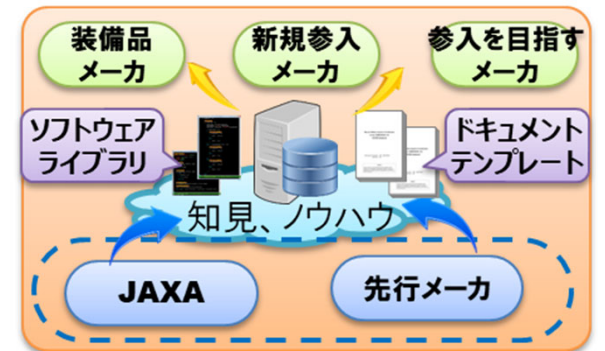 装備品
メーカ
新規参入
メーカ
参入を目指す
メーカ
ソフトウェア
ライブラリ
ドキュメント
テンプレート
知見、ノウハウ
JAXA
先行メーカ